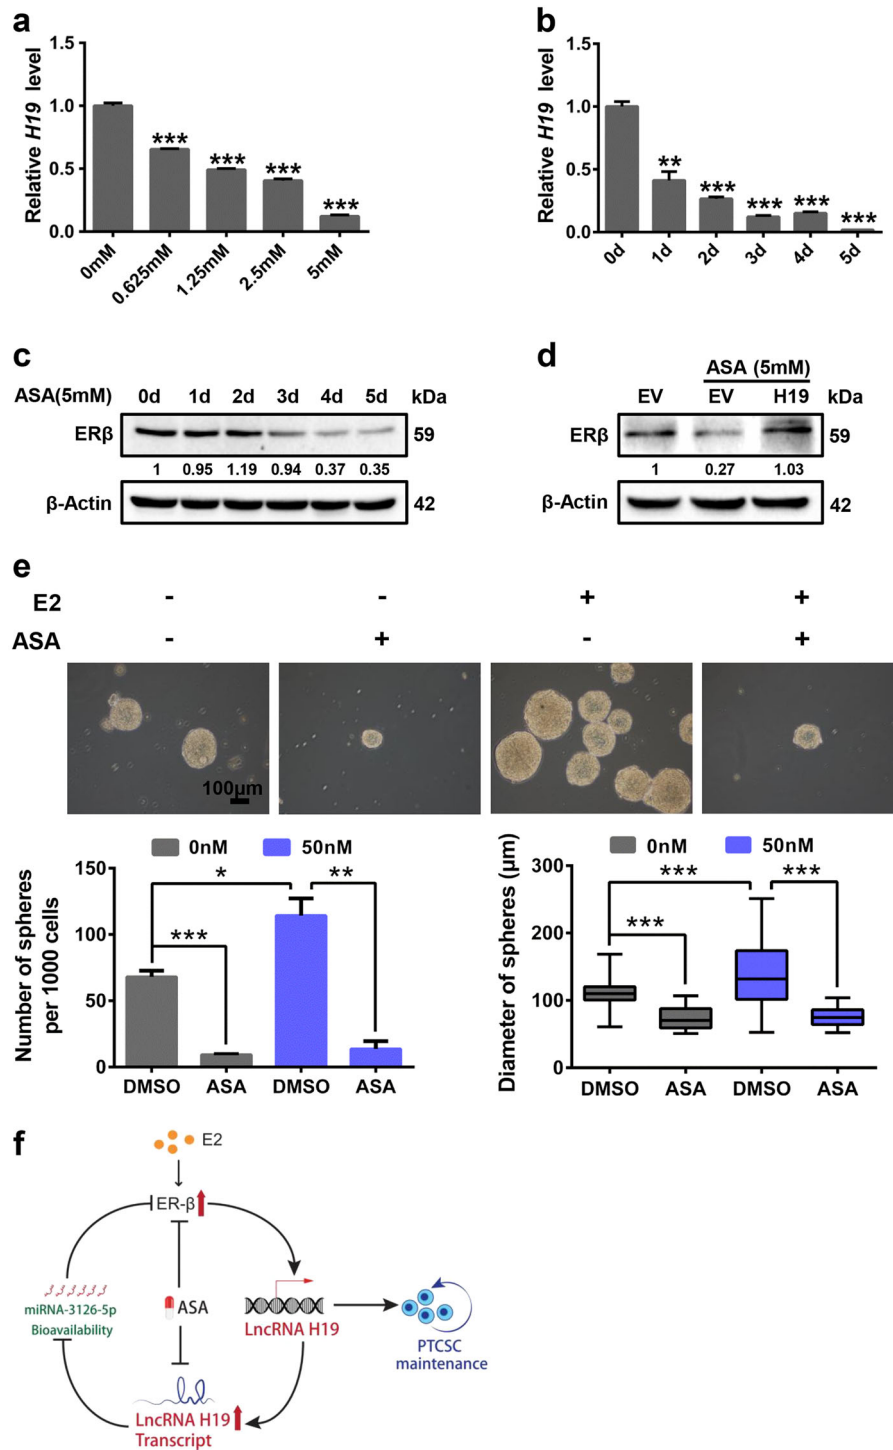 a
1.5
1.0
0.5
0.0
Relative H19 level
***
***
***
***
0mM
0.625mM
1.25mM
2.5mM
5mM
b
1.5
1.0
0.5
0.0
Relative H19 level
**
***
***
***
***
0d
1d
2d
3d
4d
5d
c
ASA(5mM) 0d 1d 2d 3d 4d 5d kDa
ERβ 59
1 0.95 1.19 0.94 0.37 0.35
β-Actin 42
d
ASA (5mM)
EV EV H19 kDa
ERβ 59
1 0.27 1.03
β-Actin 42
e
E2 - - + +
ASA - + - +
100μm
0nM 50nM
150
100
50
0
Number of spheres
per 1000 cells
*
**
***
DMSO ASA DMSO ASA
0nM 50nM
300
200
100
0
Diameter of spheres (μm)
***
***
***
DMSO ASA DMSO ASA
f
E2
ER-β
miRNA-3126-5p
Bioavailability
ASA
LncRNA H19
PTCSC
maintenance
LncRNA H19
Transcript